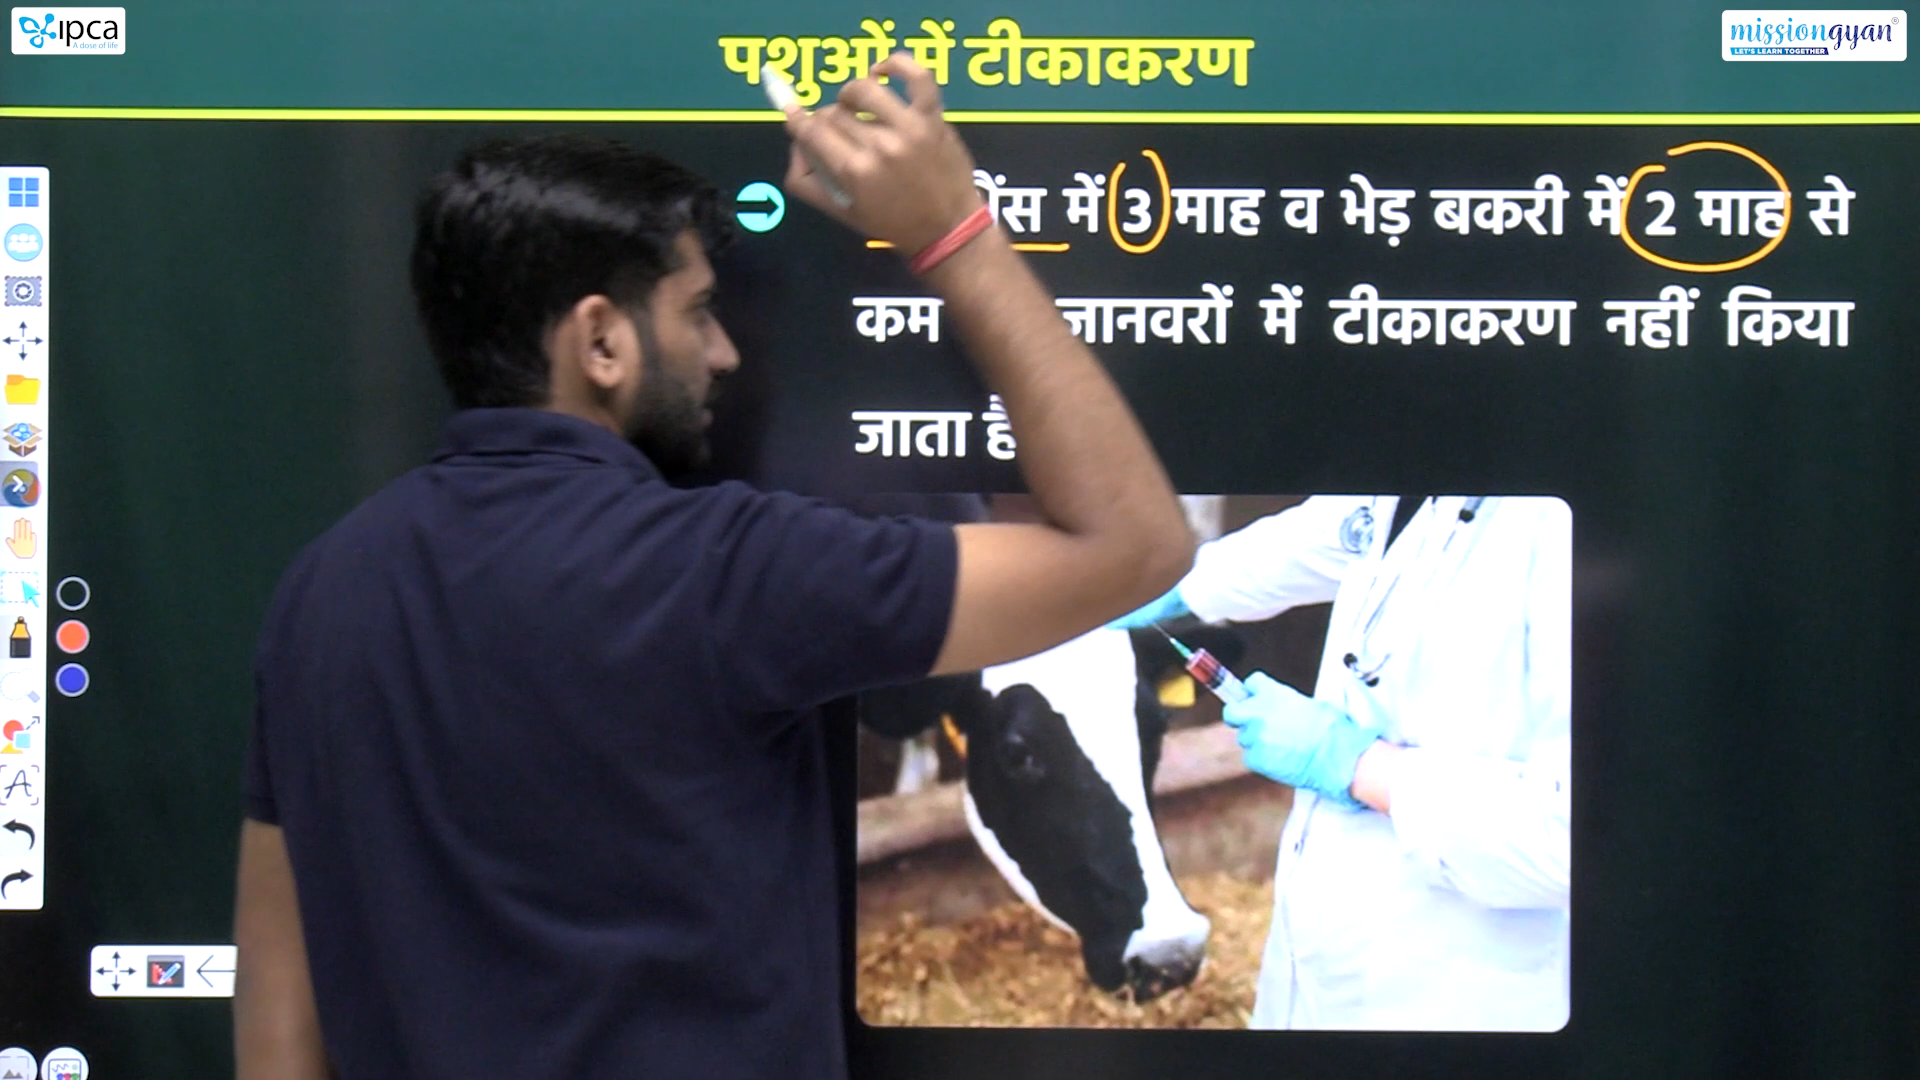 ipca
A dose of life
missiongyan
LET'S LEARN TOGETHER
पशुओं में टीकाकरण
में 3 माह व भेड़ बकरी में 2 माह से
कम जानवरों में टीकाकरण नहीं किया
जाता है